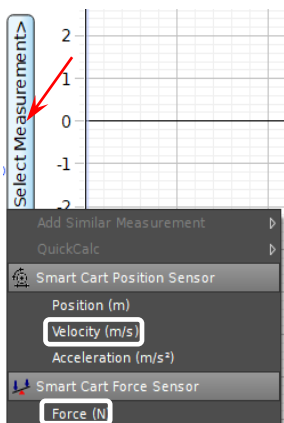 Select Measurement>
2
1
0
-1
-2
Add Similar Measurement
QuickCalc
Smart Cart Position Sensor
Position (m)
Velocity (m/s)
Acceleration (m/s²)
Smart Cart Force Sensor
Force (N)